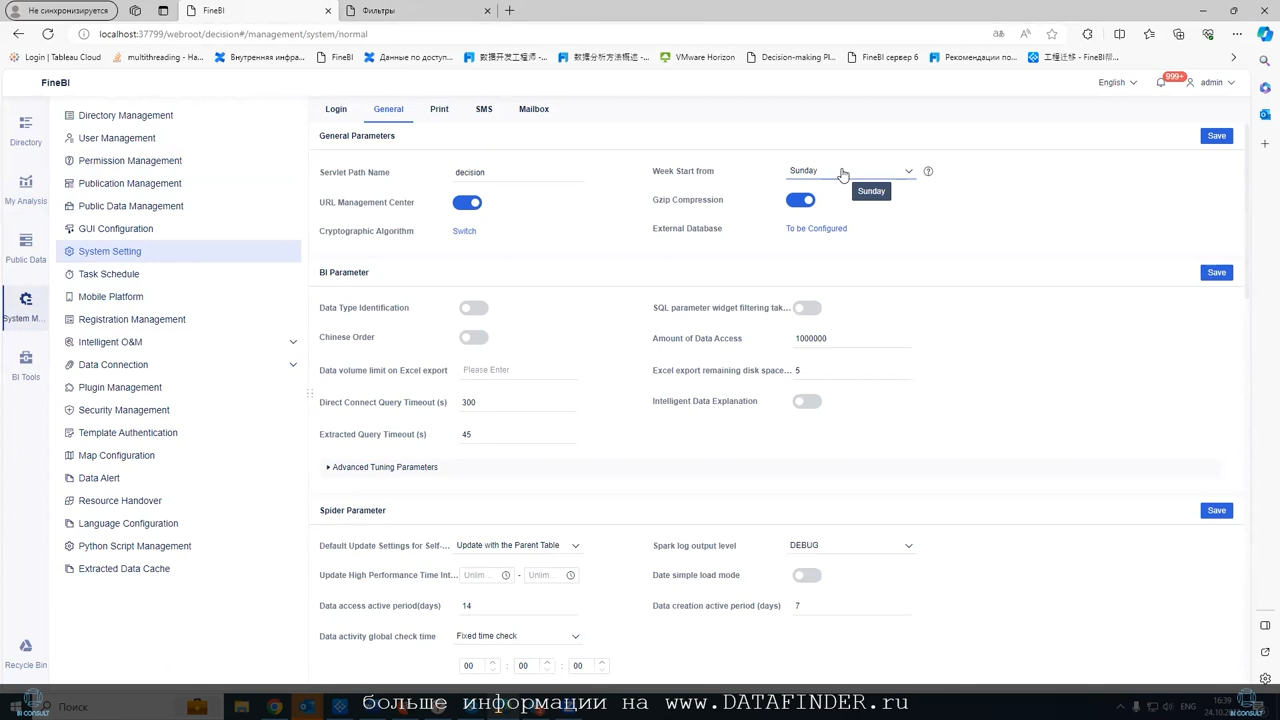 Не синхронизируется
FineBI
Фильтры
localhost:37799/webroot/decision#/management/system/normal
Login | Tableau Cloud
multithreading - Ha...
Внутренняя инфра...
FineBI
Данные по доступ...
数据开发工程师...
数据分析方法概述 -...
VMware Horizon
Decision-making Pl...
FineBI сервер 6
Рекомендации по...
工程迁移 - FineBI帮...
FineBI
English
999+
admin
Directory
My Analysis
Public Data
System M...
BI Tools
Recycle Bin
Directory Management
User Management
Permission Management
Publication Management
Public Data Management
GUI Configuration
System Setting
Task Schedule
Mobile Platform
Registration Management
Intelligent O&M
Data Connection
Plugin Management
Security Management
Template Authentication
Map Configuration
Data Alert
Resource Handover
Language Configuration
Python Script Management
Extracted Data Cache
Login General Print SMS Mailbox
General Parameters Save
Servlet Path Name decision
Week Start from Sunday
Sunday
URL Management Center
Gzip Compression
Cryptographic Algorithm Switch
External Database To be Configured
BI Parameter Save
Data Type Identification
SQL parameter widget filtering tak...
Chinese Order
Amount of Data Access 1000000
Data volume limit on Excel export Please Enter
Excel export remaining disk space... 5
Direct Connect Query Timeout (s) 300
Intelligent Data Explanation
Extracted Query Timeout (s) 45
Advanced Tuning Parameters
Spider Parameter Save
Default Update Settings for Self-... Update with the Parent Table
Spark log output level DEBUG
Update High Performance Time Int... Unlim... - Unlim...
Date simple load mode
Data access active period(days) 14
Data creation active period (days) 7
Data activity global check time Fixed time check
00 : 00 : 00
Поиск
больше информации на www.DATAFINDER.ru
ENG
16:39
24.10.20
BI CONSULT
BI CONSULT